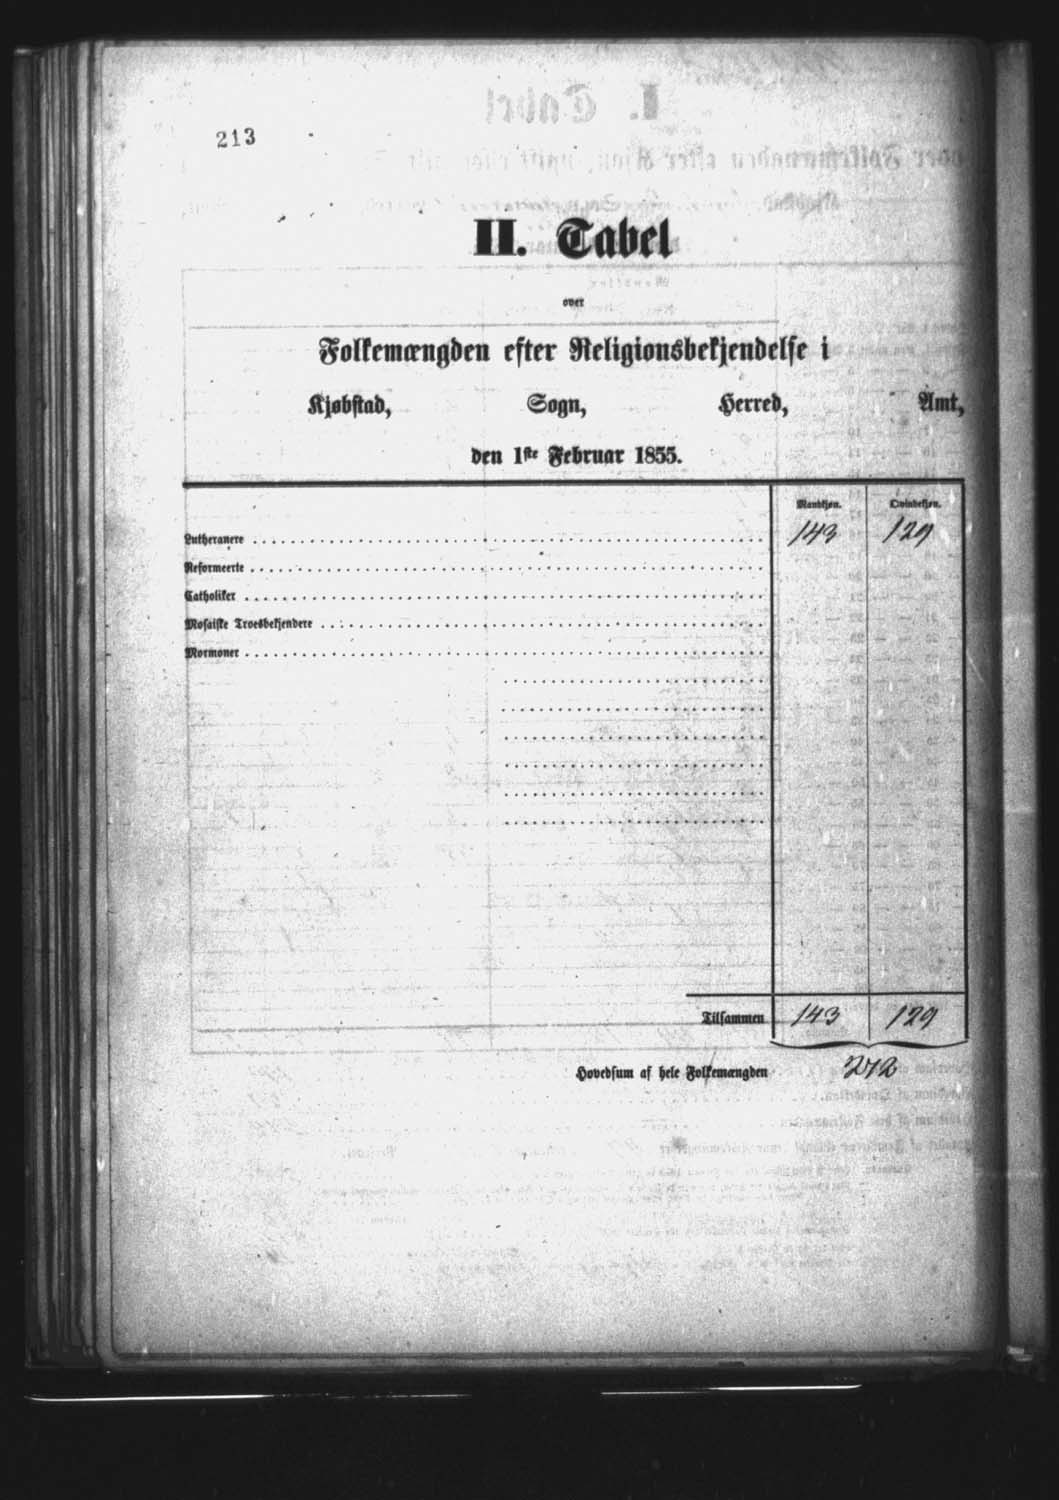 213
II. Tabel
over
Folkemængden efter Religionsbekjendelse i
Kjøbstad, Sogn, Herred, Amt,
den 1ste Februar 1855.
Mandkjøn. Qvindekjøn.
Lutheranere 143 129
Reformeerte
Catholiker
Mosaiske Troesbekjendere
Mormoner
Tilsammen 143 129
Hovedsum af hele Folkemængden 272